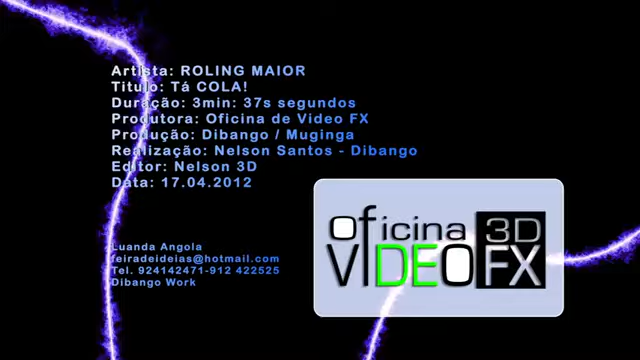 Artista: ROLING MAIOR
Titulo: Tá COLA!
Duração: 3min: 37s segundos
Produtora: Oficina de Video FX
Produção: Dibango / Muginga
Realização: Nelson Santos - Dibango
Editor: Nelson 3D
Data: 17.04.2012
Luanda Angola
feiradeideias@hotmail.com
Tel. 924142471-912 422525
Dibango Work
oficina 3D
VIDEO FX